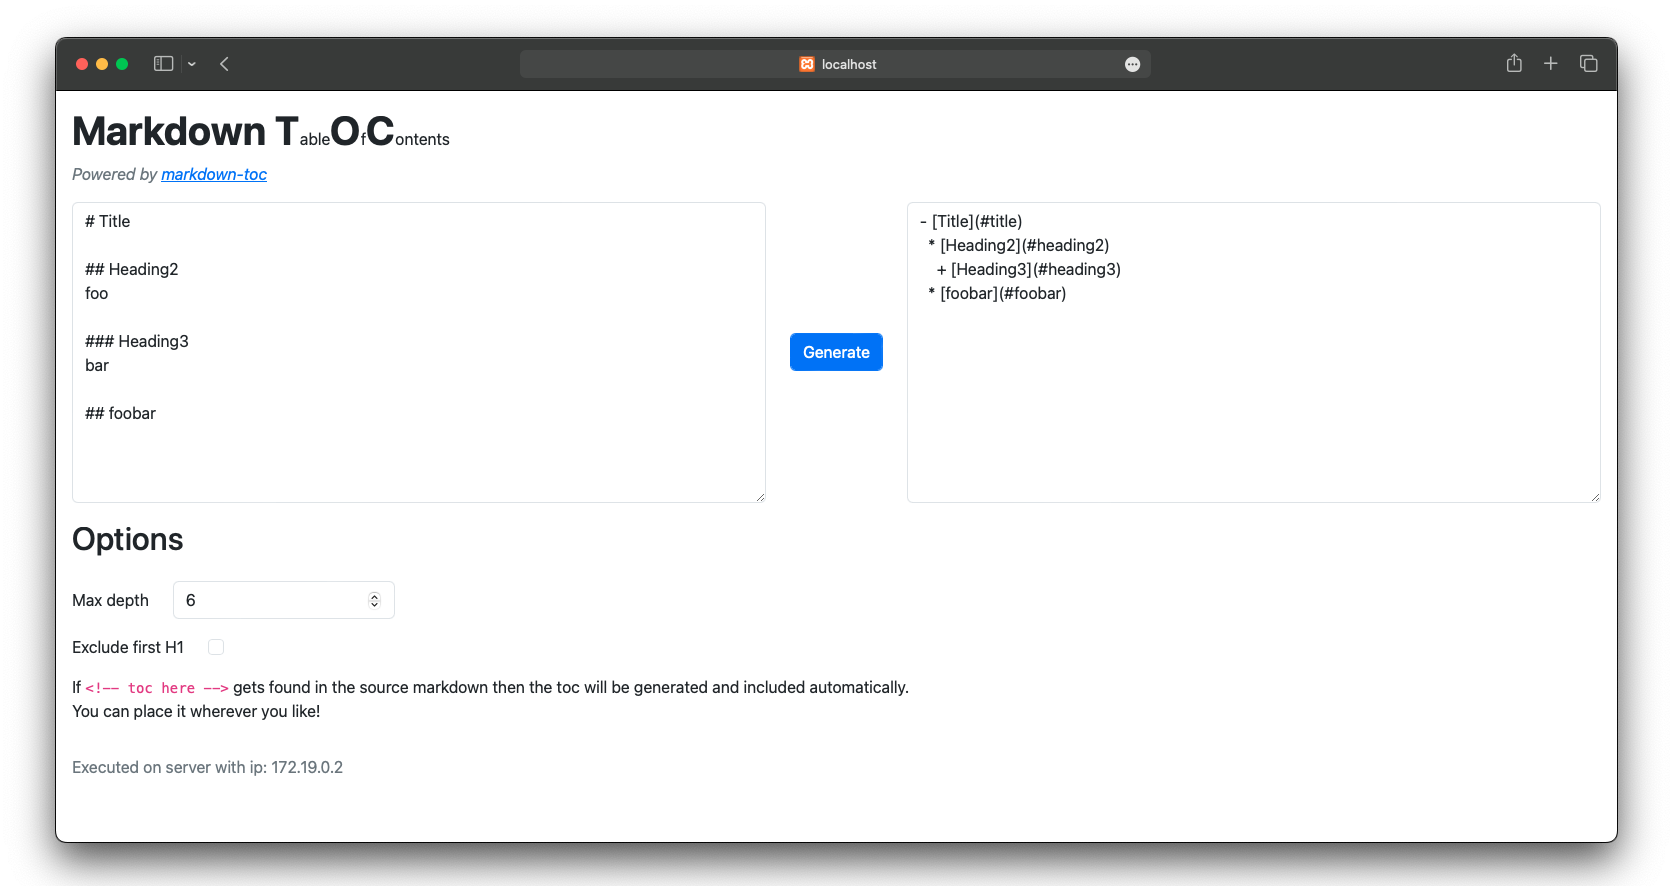 localhost
Markdown TableOfContents
Powered by markdown-toc
# Title
## Heading2
foo
### Heading3
bar
## foobar
Generate
- [Title](#title)
  * [Heading2](#heading2)
    + [Heading3](#heading3)
  * [foobar](#foobar)
Options
Max depth 6
Exclude first H1
If <!-- toc here --> gets found in the source markdown then the toc will be generated and included automatically.
You can place it wherever you like!
Executed on server with ip: 172.19.0.2